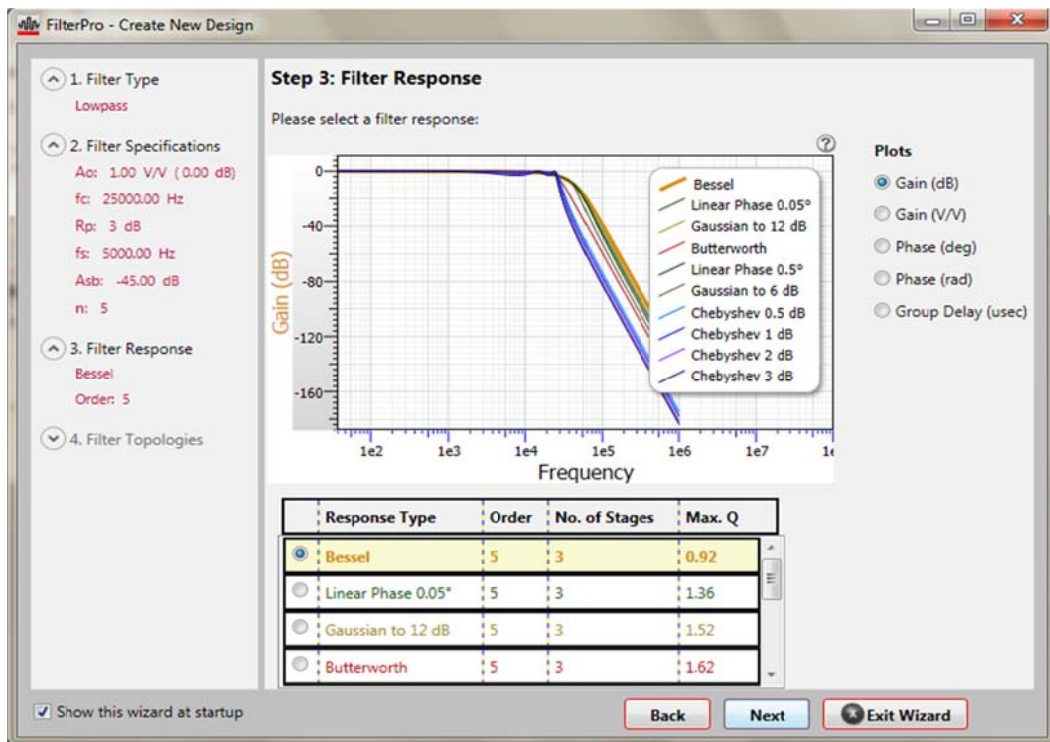 FilterPro - Create New Design
1. Filter Type
Lowpass
2. Filter Specifications
Ao: 1.00 V/V ( 0.00 dB)
fc: 25000.00 Hz
Rp: 3 dB
fs: 5000.00 Hz
Asb: -45.00 dB
n: 5
3. Filter Response
Bessel
Order: 5
4. Filter Topologies
Step 3: Filter Response
Please select a filter response:
?
Gain (dB)
0
-40
-80
-120
-160
Bessel
Linear Phase 0.05°
Gaussian to 12 dB
Butterworth
Linear Phase 0.5°
Gaussian to 6 dB
Chebyshev 0.5 dB
Chebyshev 1 dB
Chebyshev 2 dB
Chebyshev 3 dB
1e2 1e3 1e4 1e5 1e6 1e7 1e
Frequency
Plots
Gain (dB)
Gain (V/V)
Phase (deg)
Phase (rad)
Group Delay (usec)
Response Type Order No. of Stages Max. Q
Bessel 5 3 0.92
Linear Phase 0.05° 5 3 1.36
Gaussian to 12 dB 5 3 1.52
Butterworth 5 3 1.62
Show this wizard at startup
Back
Next
Exit Wizard